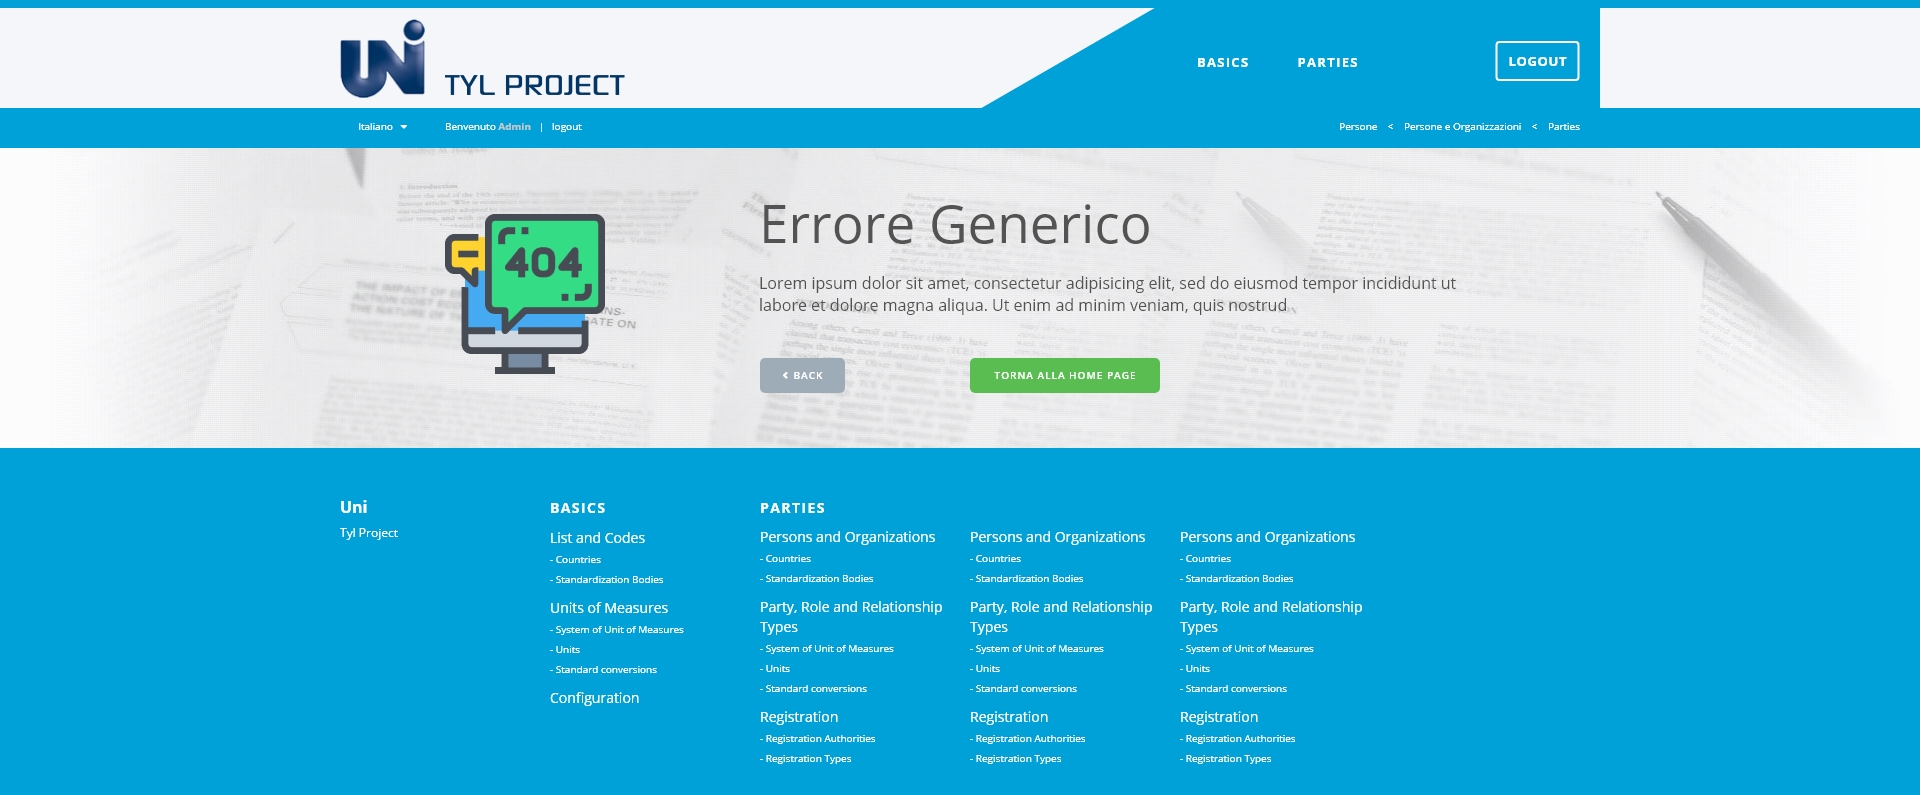 UNi TYL PROJECT
BASICS PARTIES LOGOUT
Italiano Benvenuto Admin | logout Persone < Persone e Organizzazioni < Parties
404
Errore Generico
Lorem ipsum dolor sit amet, consectetur adipisicing elit, sed do eiusmod tempor incididunt ut
labore et dolore magna aliqua. Ut enim ad minim veniam, quis nostrud
< BACK
TORNA ALLA HOME PAGE
Uni
Tyl Project
BASICS
List and Codes
- Countries
- Standardization Bodies
Units of Measures
- System of Unit of Measures
- Units
- Standard conversions
Configuration
PARTIES
Persons and Organizations
- Countries
- Standardization Bodies
Party, Role and Relationship
Types
- System of Unit of Measures
- Units
- Standard conversions
Registration
- Registration Authorities
- Registration Types
Persons and Organizations
- Countries
- Standardization Bodies
Party, Role and Relationship
Types
- System of Unit of Measures
- Units
- Standard conversions
Registration
- Registration Authorities
- Registration Types
Persons and Organizations
- Countries
- Standardization Bodies
Party, Role and Relationship
Types
- System of Unit of Measures
- Units
- Standard conversions
Registration
- Registration Authorities
- Registration Types